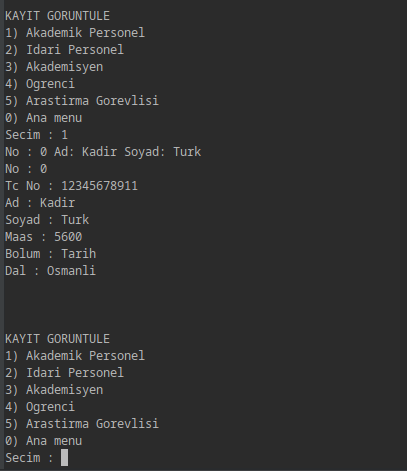 KAYIT GORUNTULE
1) Akademik Personel
2) Idari Personel
3) Akademisyen
4) Ogrenci
5) Arastirma Gorevlisi
0) Ana menu
Secim : 1
No : 0 Ad: Kadir Soyad: Turk
No : 0
Tc No : 12345678911
Ad : Kadir
Soyad : Turk
Maas : 5600
Bolum : Tarih
Dal : Osmanli
KAYIT GORUNTULE
1) Akademik Personel
2) Idari Personel
3) Akademisyen
4) Ogrenci
5) Arastirma Gorevlisi
0) Ana menu
Secim :